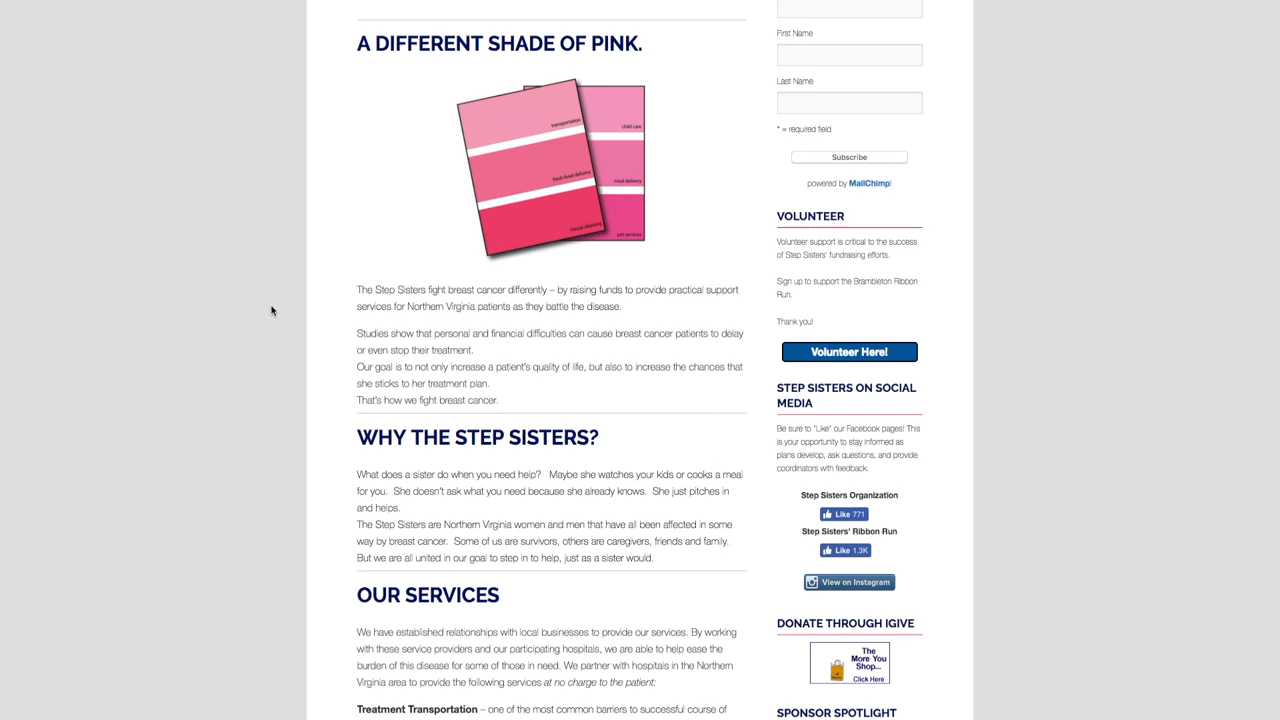 A DIFFERENT SHADE OF PINK.
transportation
fresh food delivery
house cleaning
child care
meal delivery
pet services
The Step Sisters fight breast cancer differently – by raising funds to provide practical support
services for Northern Virginia patients as they battle the disease.
Studies show that personal and financial difficulties can cause breast cancer patients to delay
or even stop their treatment.
Our goal is to not only increase a patient's quality of life, but also to increase the chances that
she sticks to her treatment plan.
That's how we fight breast cancer.
WHY THE STEP SISTERS?
What does a sister do when you need help? Maybe she watches your kids or cooks a meal
for you. She doesn't ask what you need because she already knows. She just pitches in
and helps.
The Step Sisters are Northern Virginia women and men that have all been affected in some
way by breast cancer. Some of us are survivors, others are caregivers, friends and family.
But we are all united in our goal to step in to help, just as a sister would.
OUR SERVICES
We have established relationships with local businesses to provide our services. By working
with these service providers and our participating hospitals, we are able to help ease the
burden of this disease for some of those in need. We partner with hospitals in the Northern
Virginia area to provide the following services at no charge to the patient:
Treatment Transportation – one of the most common barriers to successful course of
First Name
Last Name
* = required field
Subscribe
powered by MailChimp!
VOLUNTEER
Volunteer support is critical to the success
of Step Sisters' fundraising efforts.
Sign up to support the Brambleton Ribbon
Run.
Thank you!
Volunteer Here!
STEP SISTERS ON SOCIAL
MEDIA
Be sure to "Like" our Facebook pages! This
is your opportunity to stay informed as
plans develop, ask questions, and provide
coordinators with feedback.
Step Sisters Organization
Like 771
Step Sisters' Ribbon Run
Like 1.3K
View on Instagram
DONATE THROUGH IGIVE
The
More You
Shop...
Click Here
SPONSOR SPOTLIGHT